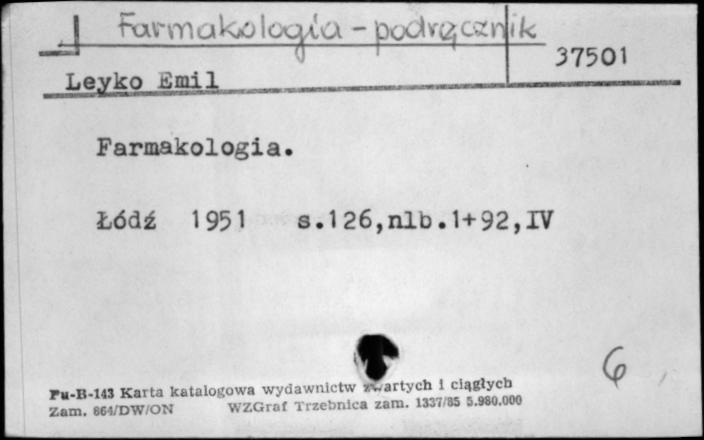 Farmakologia - podręcznik
37501
Leyko Emil
Farmakologia.
Łódź 1951 s.126,nlb.1+92,IV
6
Pu-B-143 Karta katalogowa wydawnictw zwartych i ciągłych
Zam. 864/DW/ON WZGraf Trzebnica zam. 1337/85 5.980.000